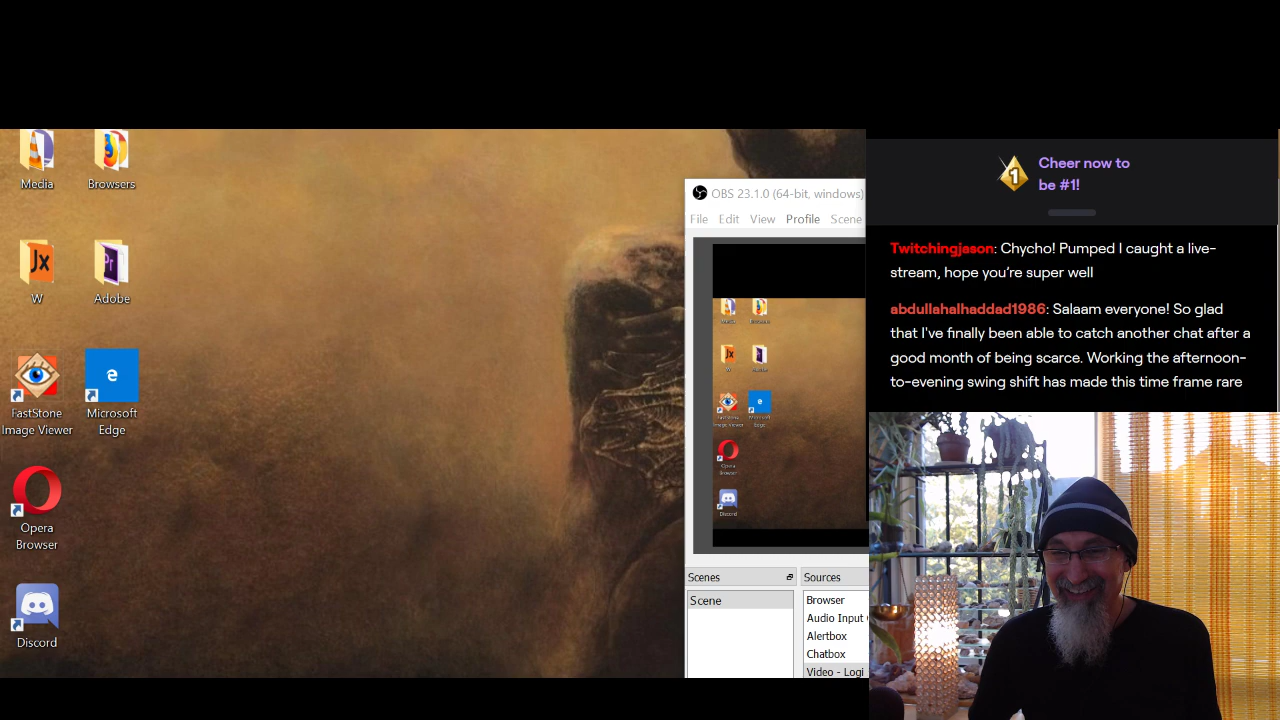 Media
Browsers
W
Adobe
FastStone
Image Viewer
Microsoft
Edge
Opera
Browser
Discord
OBS 23.1.0 (64-bit, windows)
File Edit View Profile Scene
Scenes
Sources
Scene
Browser
Audio Input
Alertbox
Chatbox
Video - Logi
1
Cheer now to
be #1!
Twitchingjason: Chycho! Pumped I caught a live-
stream, hope you’re super well
abdullahalhaddad1986: Salaam everyone! So glad
that I've finally been able to catch another chat after a
good month of being scarce. Working the afternoon-
to-evening swing shift has made this time frame rare